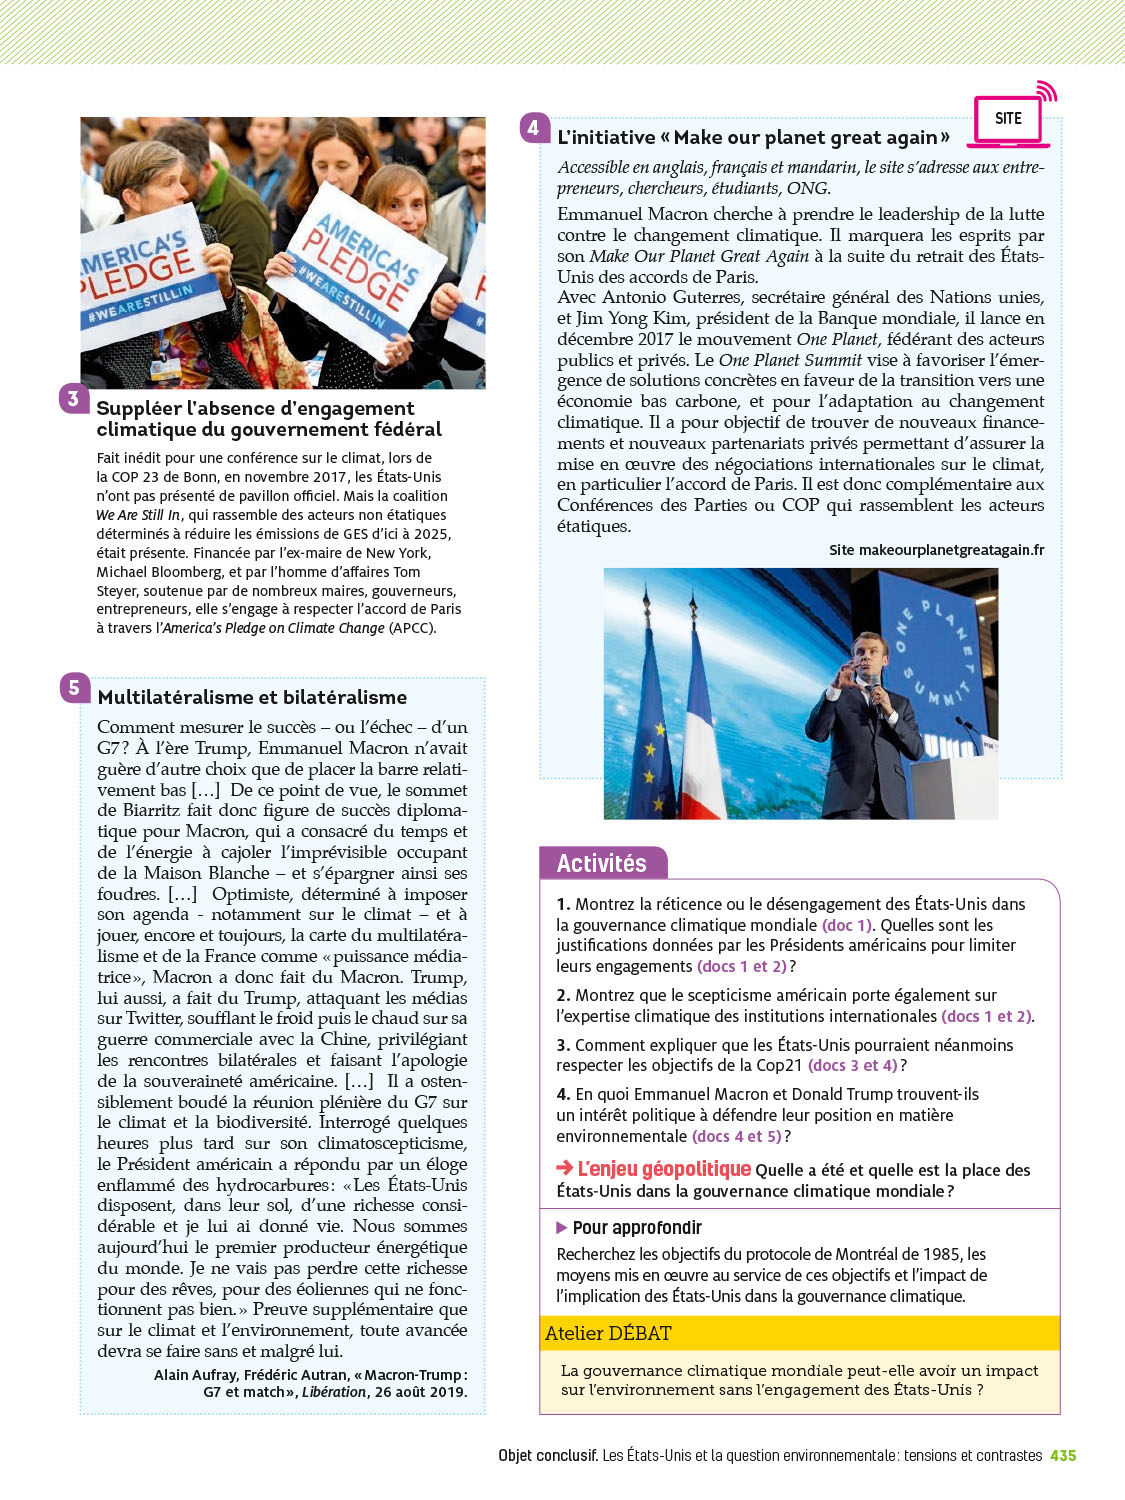 MERICA'S
PLEDGE
#WEARESTILLIN
AMERICA'S
PLEDGE
#WEARESTILLIN
3
Suppléer l'absence d'engagement
climatique du gouvernement fédéral
Fait inédit pour une conférence sur le climat, lors de
la COP 23 de Bonn, en novembre 2017, les États-Unis
n'ont pas présenté de pavillon officiel. Mais la coalition
We Are Still In, qui rassemble des acteurs non étatiques
déterminés à réduire les émissions de GES d'ici à 2025,
était présente. Financée par l'ex-maire de New York,
Michael Bloomberg, et par l'homme d'affaires Tom
Steyer, soutenue par de nombreux maires, gouverneurs,
entrepreneurs, elle s'engage à respecter l'accord de Paris
à travers l'America's Pledge on Climate Change (APCC).
5
Multilatéralisme et bilatéralisme
Comment mesurer le succès – ou l'échec – d'un
G7 ? À l'ère Trump, Emmanuel Macron n'avait
guère d'autre choix que de placer la barre relati-
vement bas […] De ce point de vue, le sommet
de Biarritz fait donc figure de succès diploma-
tique pour Macron, qui a consacré du temps et
de l'énergie à cajoler l'imprévisible occupant
de la Maison Blanche – et s'épargner ainsi ses
foudres. […] Optimiste, déterminé à imposer
son agenda - notamment sur le climat – et à
jouer, encore et toujours, la carte du multilatéra-
lisme et de la France comme « puissance média-
trice », Macron a donc fait du Macron. Trump,
lui aussi, a fait du Trump, attaquant les médias
sur Twitter, soufflant le froid puis le chaud sur sa
guerre commerciale avec la Chine, privilégiant
les rencontres bilatérales et faisant l'apologie
de la souveraineté américaine. […] Il a osten-
siblement boudé la réunion plénière du G7 sur
le climat et la biodiversité. Interrogé quelques
heures plus tard sur son climatoscepticisme,
le Président américain a répondu par un éloge
enflammé des hydrocarbures : « Les États-Unis
disposent, dans leur sol, d'une richesse consi-
dérable et je lui ai donné vie. Nous sommes
aujourd'hui le premier producteur énergétique
du monde. Je ne vais pas perdre cette richesse
pour des rêves, pour des éoliennes qui ne fonc-
tionnent pas bien. » Preuve supplémentaire que
sur le climat et l'environnement, toute avancée
devra se faire sans et malgré lui.
Alain Aufray, Frédéric Autran, « Macron-Trump :
G7 et match », Libération, 26 août 2019.
4
L'initiative « Make our planet great again »
SITE
Accessible en anglais, français et mandarin, le site s'adresse aux entre-
preneurs, chercheurs, étudiants, ONG.
Emmanuel Macron cherche à prendre le leadership de la lutte
contre le changement climatique. Il marquera les esprits par
son Make Our Planet Great Again à la suite du retrait des États-
Unis des accords de Paris.
Avec Antonio Guterres, secrétaire général des Nations unies,
et Jim Yong Kim, président de la Banque mondiale, il lance en
décembre 2017 le mouvement One Planet, fédérant des acteurs
publics et privés. Le One Planet Summit vise à favoriser l'émer-
gence de solutions concrètes en faveur de la transition vers une
économie bas carbone, et pour l'adaptation au changement
climatique. Il a pour objectif de trouver de nouveaux finance-
ments et nouveaux partenariats privés permettant d'assurer la
mise en œuvre des négociations internationales sur le climat,
en particulier l'accord de Paris. Il est donc complémentaire aux
Conférences des Parties ou COP qui rassemblent les acteurs
étatiques.
Site makeourplanetgreatagain.fr
ONE PLANET
SUMMIT
Activités
1. Montrez la réticence ou le désengagement des États-Unis dans
la gouvernance climatique mondiale (doc 1). Quelles sont les
justifications données par les Présidents américains pour limiter
leurs engagements (docs 1 et 2) ?
2. Montrez que le scepticisme américain porte également sur
l'expertise climatique des institutions internationales (docs 1 et 2).
3. Comment expliquer que les États-Unis pourraient néanmoins
respecter les objectifs de la Cop21 (docs 3 et 4) ?
4. En quoi Emmanuel Macron et Donald Trump trouvent-ils
un intérêt politique à défendre leur position en matière
environnementale (docs 4 et 5) ?
→ L'enjeu géopolitique Quelle a été et quelle est la place des
États-Unis dans la gouvernance climatique mondiale ?
▶ Pour approfondir
Recherchez les objectifs du protocole de Montréal de 1985, les
moyens mis en œuvre au service de ces objectifs et l'impact de
l'implication des États-Unis dans la gouvernance climatique.
Atelier DÉBAT
La gouvernance climatique mondiale peut-elle avoir un impact
sur l'environnement sans l'engagement des États-Unis ?
Objet conclusif. Les États-Unis et la question environnementale : tensions et contrastes 435